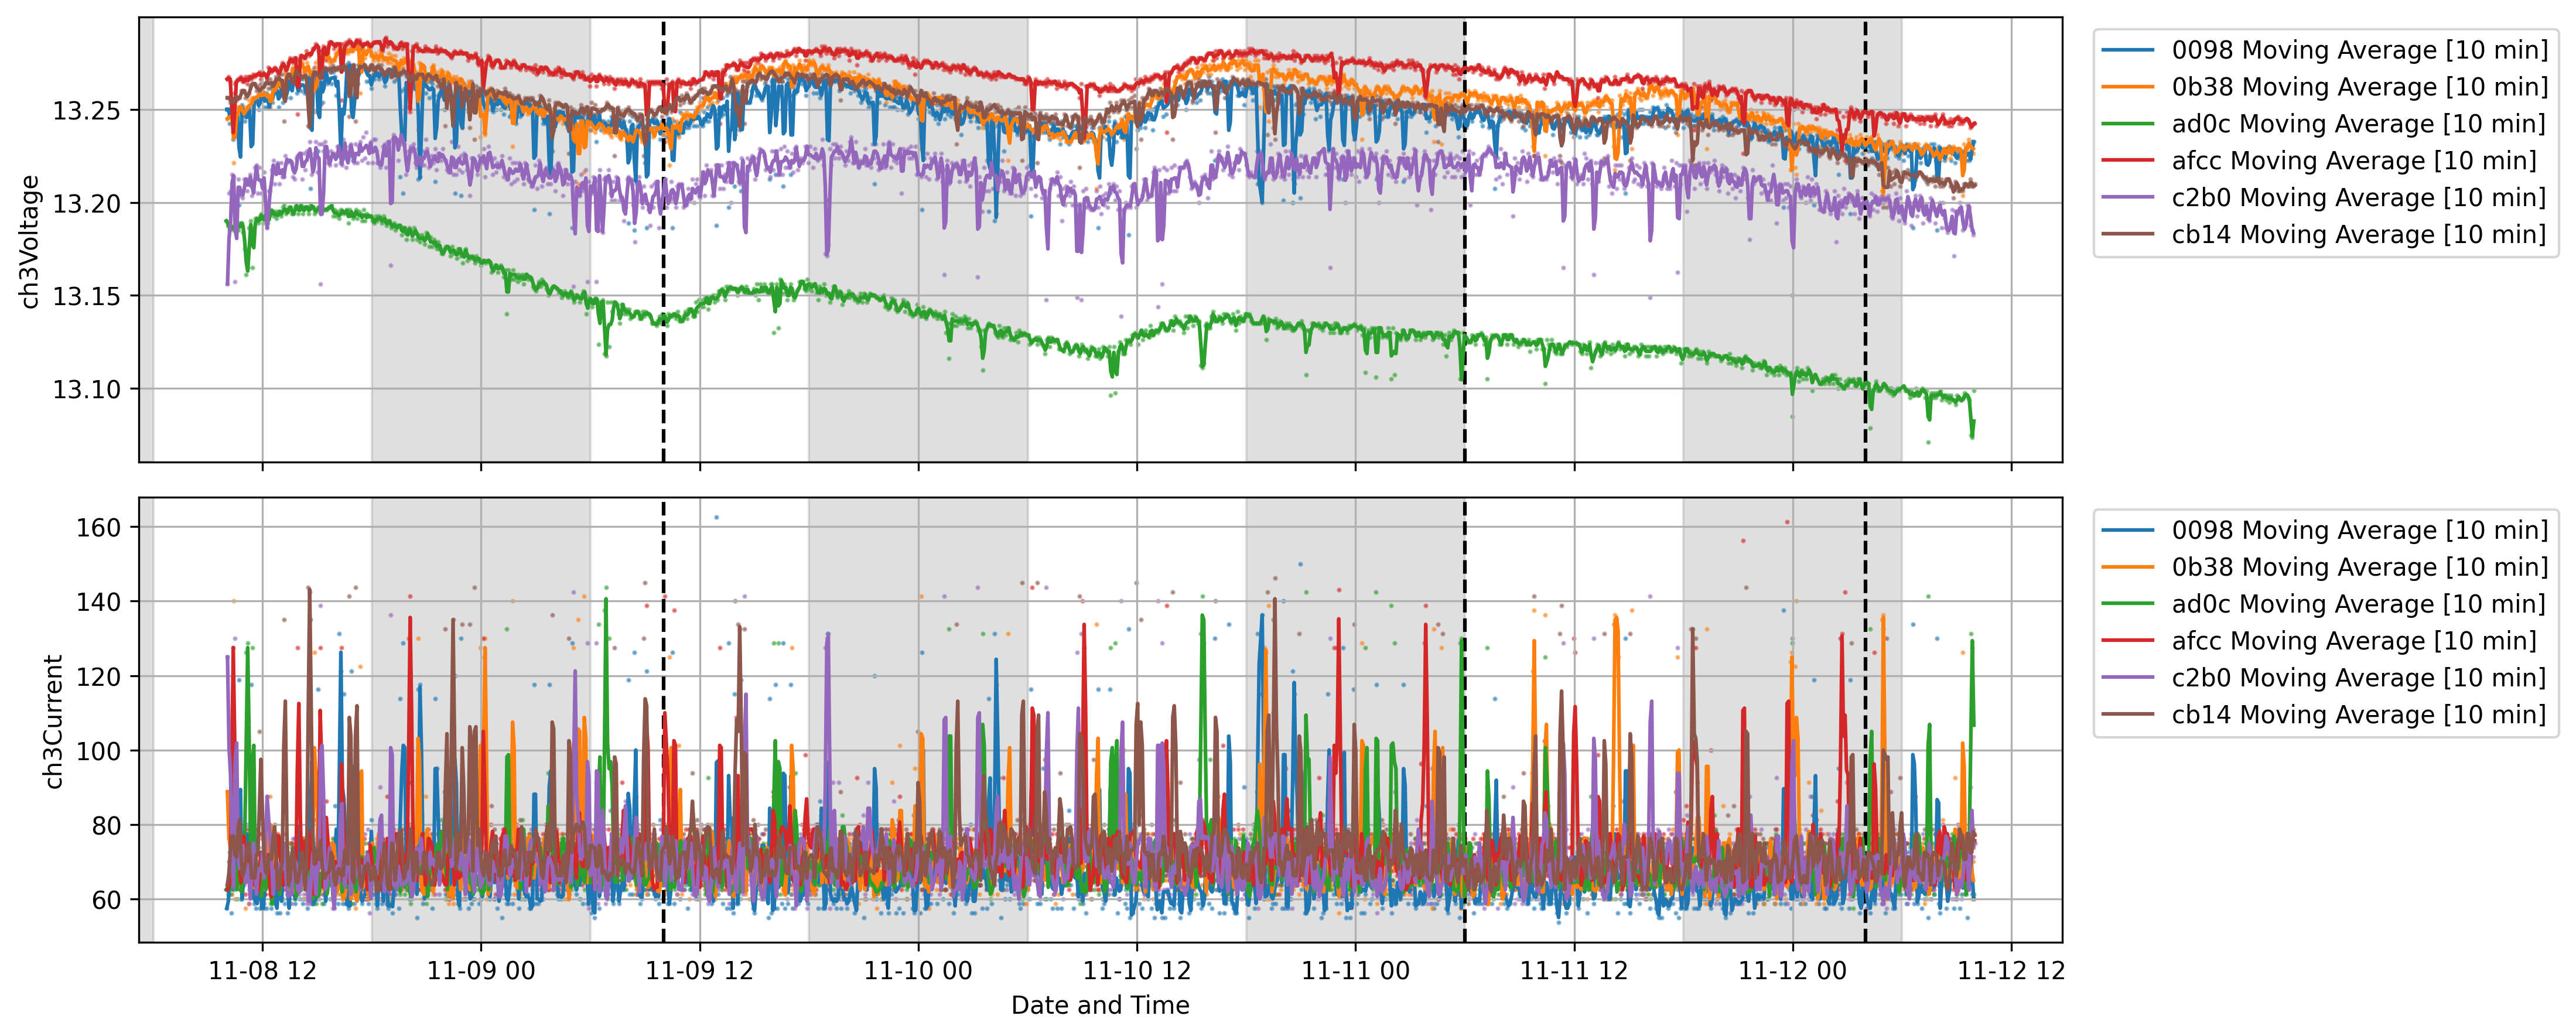 ch3Voltage
13.25
13.20
13.15
13.10
0098 Moving Average [10 min]
0b38 Moving Average [10 min]
ad0c Moving Average [10 min]
afcc Moving Average [10 min]
c2b0 Moving Average [10 min]
cb14 Moving Average [10 min]
ch3Current
160
140
120
100
80
60
0098 Moving Average [10 min]
0b38 Moving Average [10 min]
ad0c Moving Average [10 min]
afcc Moving Average [10 min]
c2b0 Moving Average [10 min]
cb14 Moving Average [10 min]
11-08 12 11-09 00 11-09 12 11-10 00 11-10 12 11-11 00 11-11 12 11-12 00 11-12 12
Date and Time